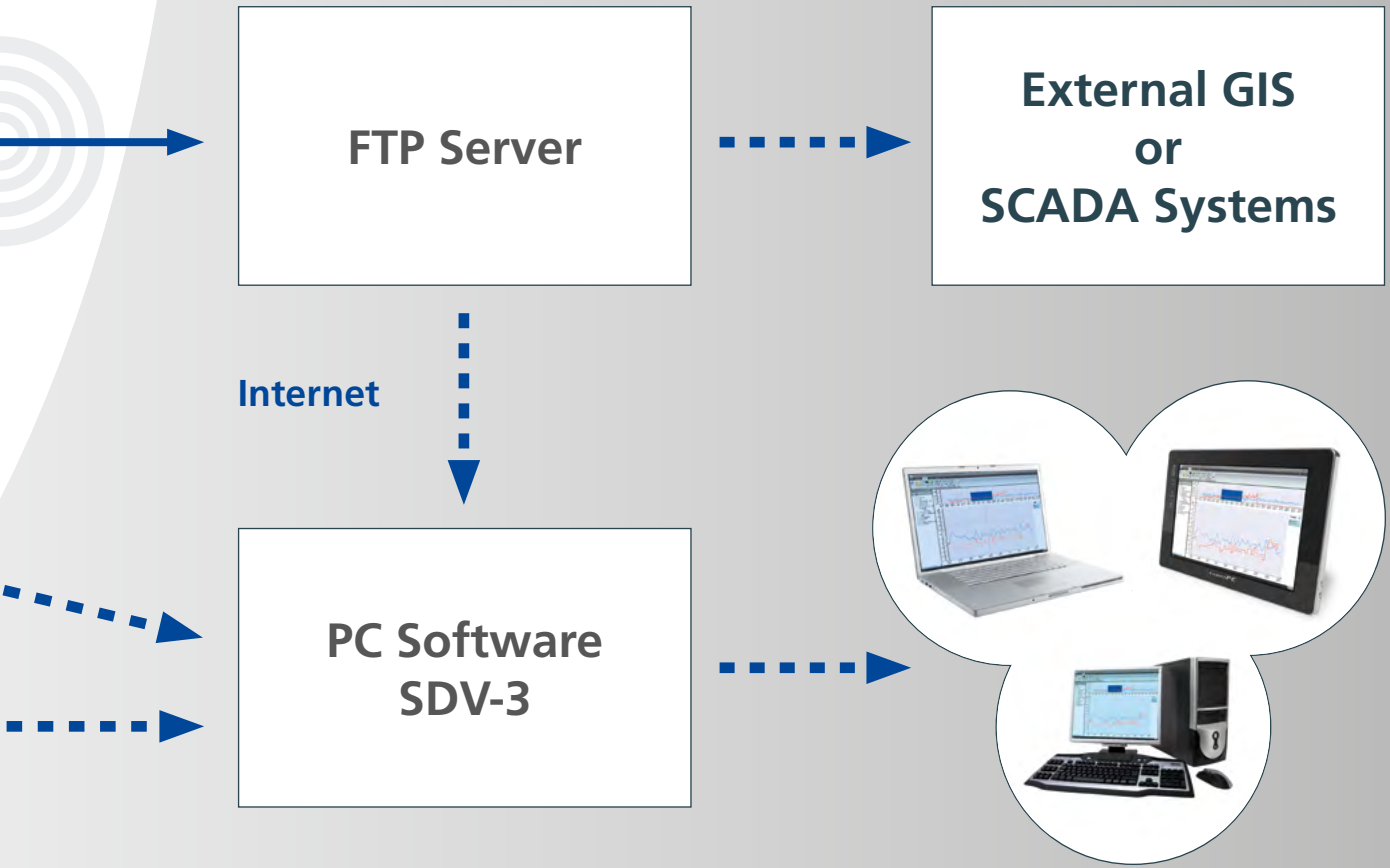 FTP Server
External GIS
or
SCADA Systems
Internet
PC Software
SDV-3